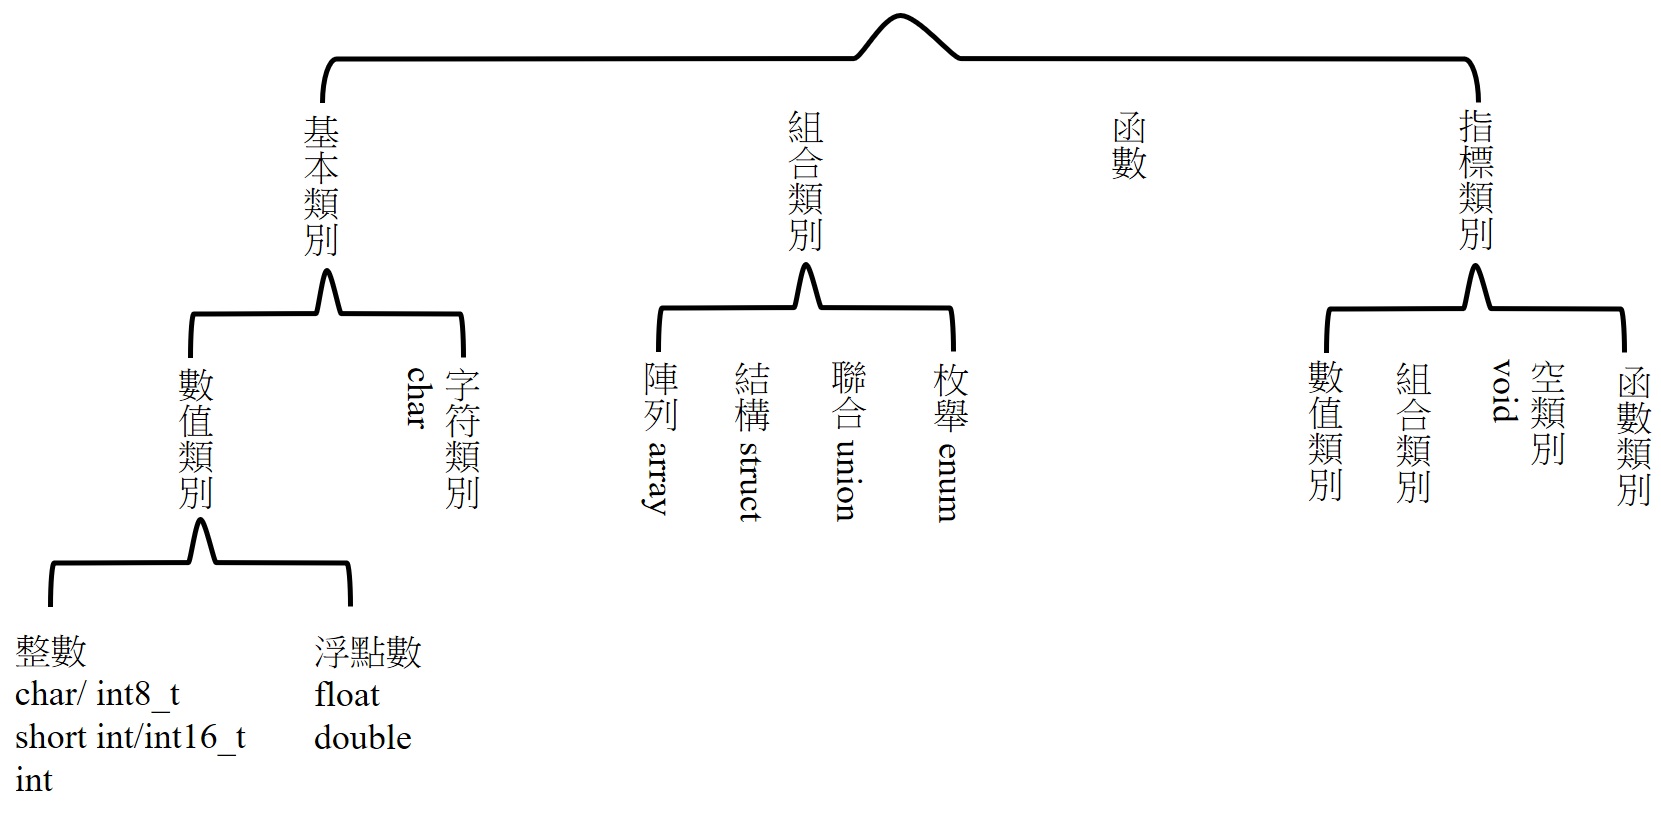 基本類別
組合類別
函數
指標類別
數值類別
字符類別
char
陣列 array
結構 struct
聯合 union
枚舉 enum
數值類別
組合類別
空類別
void
函數類別
整數
char/ int8_t
short int/int16_t
int
浮點數
float
double